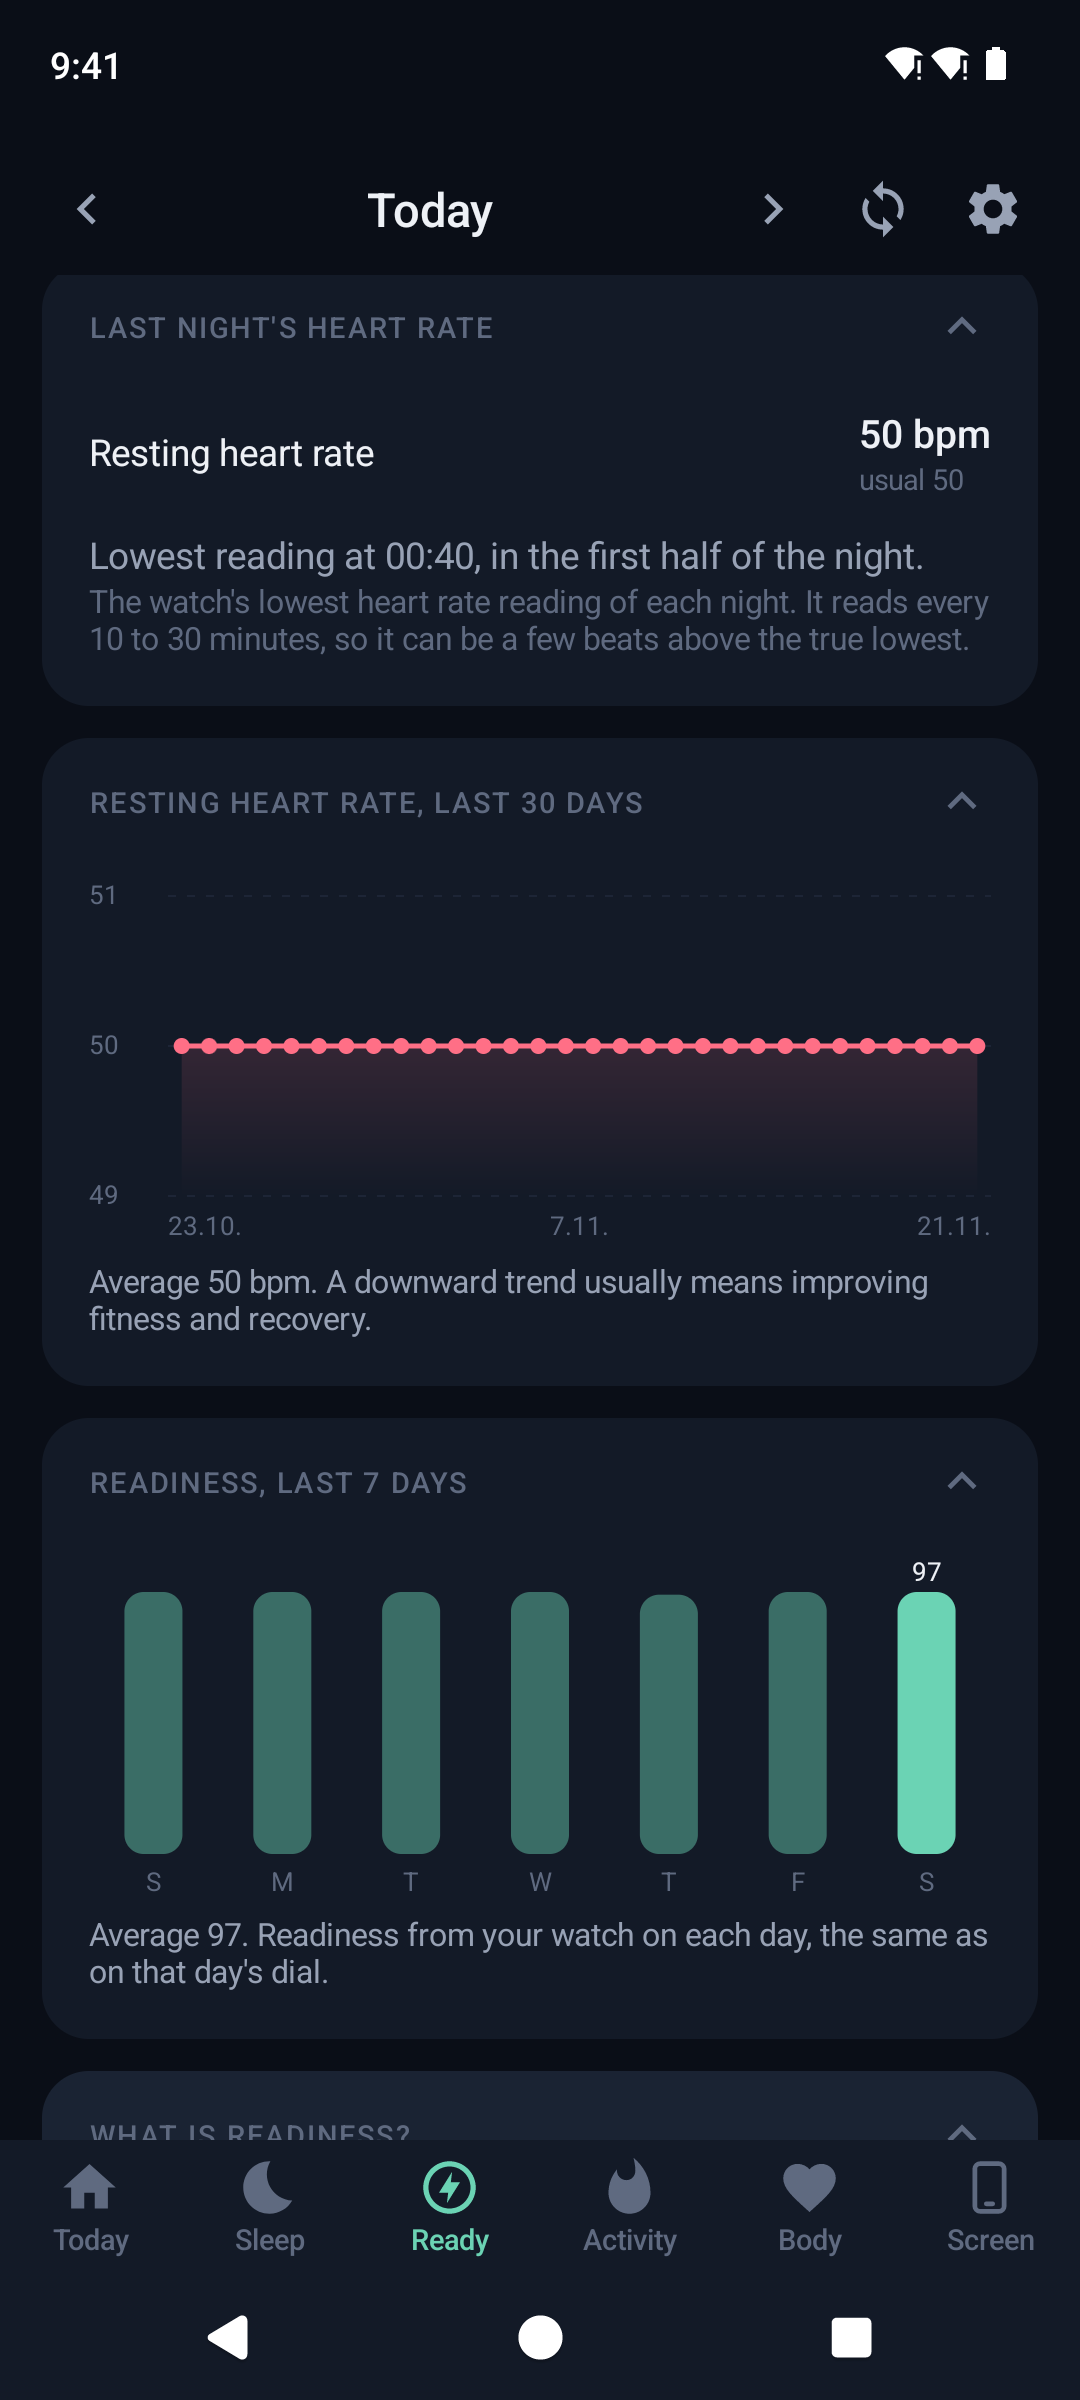 9:41
Today
LAST NIGHT'S HEART RATE
Resting heart rate
50 bpm
usual 50
Lowest reading at 00:40, in the first half of the night.
The watch's lowest heart rate reading of each night. It reads every
10 to 30 minutes, so it can be a few beats above the true lowest.
RESTING HEART RATE, LAST 30 DAYS
51
50
49
23.10. 7.11. 21.11.
Average 50 bpm. A downward trend usually means improving
fitness and recovery.
READINESS, LAST 7 DAYS
97
S M T W T F S
Average 97. Readiness from your watch on each day, the same as
on that day's dial.
WHAT IS READINESS?
Today Sleep Ready Activity Body Screen